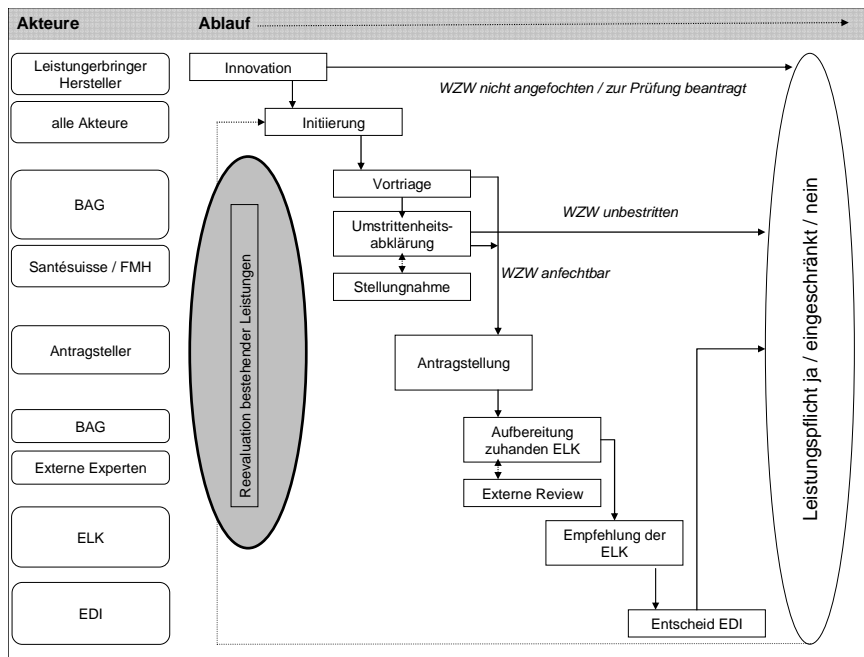 Akteure
Ablauf
Leistungerbringer
Hersteller
Innovation
WZW nicht angefochten / zur Prüfung beantragt
alle Akteure
Initiierung
BAG
Vortriage
Umstrittenheits-
abklärung
WZW unbestritten
Santésuisse / FMH
Stellungnahme
WZW anfechtbar
Reevaluation bestehender Leistungen
Leistungspflicht ja / eingeschränkt / nein
Antragsteller
Antragstellung
BAG
Aufbereitung
zuhanden ELK
Externe Experten
Externe Review
ELK
Empfehlung der
ELK
EDI
Entscheid EDI